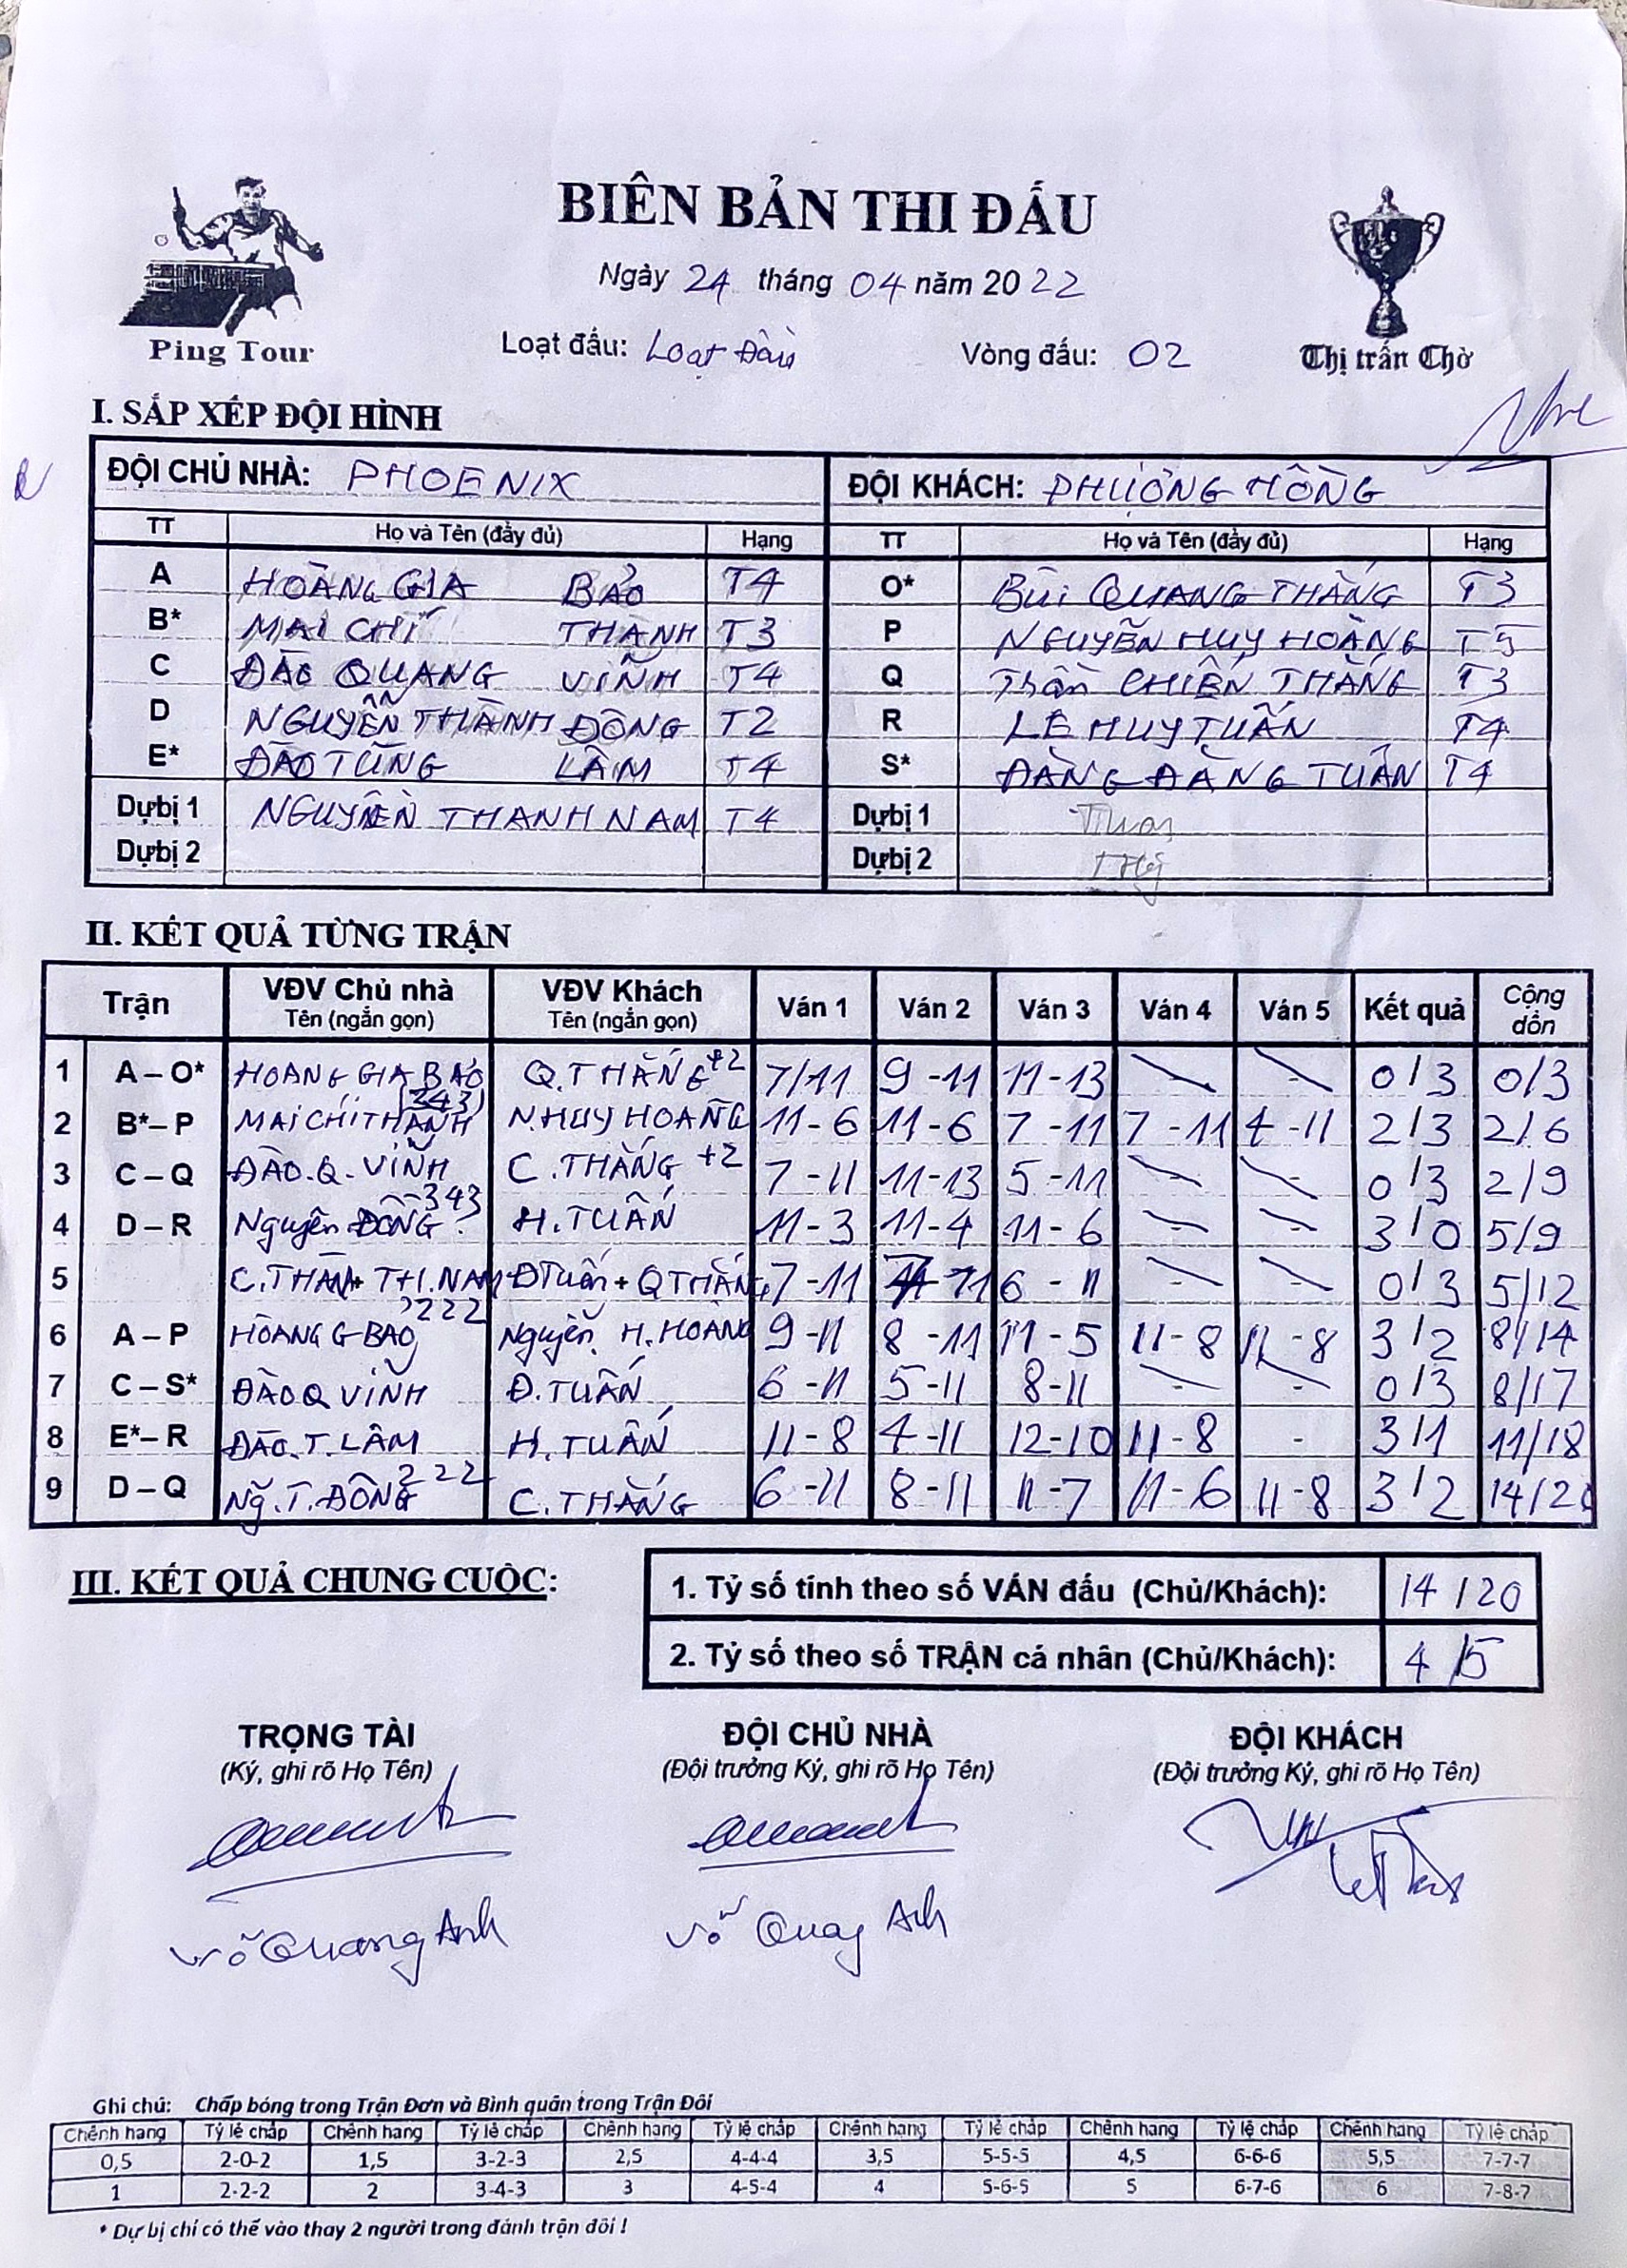 BIÊN BẢN THI ĐẤU
Ngày 24 tháng 04 năm 2022
Ping Tour
Loạt đấu: Loạt Đấu Vòng đấu: 02
Thị trấn Chờ
I. SẮP XẾP ĐỘI HÌNH
ĐỘI CHỦ NHÀ: PHOENIX ĐỘI KHÁCH: PHƯỢNG HỒNG
TT Họ và Tên (đầy đủ) Hạng TT Họ và Tên (đầy đủ) Hạng
A HOÀNG GIA BẢO T4 O* BÙI QUANG THẮNG T3
B* MAI CHÍ THANH T3 P NGUYỄN HUY HOÀNG T5
C ĐÀO QUANG VINH T4 Q Thân CHIẾN THẮNG T3
D NGUYỄN THÀNH ĐÔNG T2 R LÊ HUY TUẤN T4
E* ĐÀO TÙNG LÂM T4 S* ĐÀNG ĐĂNG TUẤN T4
Dự bị 1 NGUYỄN THANH NAM T4 Dự bị 1
Dự bị 2 Dự bị 2
II. KẾT QUẢ TỪNG TRẬN
Trận VĐV Chủ nhà Tên (ngắn gọn) VĐV Khách Tên (ngắn gọn) Ván 1 Ván 2 Ván 3 Ván 4 Ván 5 Kết quả Cộng dồn
1 A – O* HOÀNG GIA BẢO Q.THẮNG +2 7/11 9-11 11-13 - 0/3 0/3
2 B* – P MAI CHÍ THANH (343) N.HUY HOÀNG 11-6 11-6 7-11 7-11 4-11 2/3 2/6
3 C – Q ĐÀO.Q.VINH C.THẮNG +2 7-11 11-13 5-11 - - 0/3 2/9
4 D – R Nguyễn ĐÔNG 343 H.TUẤN 11-3 11-4 11-6 - - 3/0 5/9
5 C.THAN+ TH.NAM ĐTuấn + Q THẮNG 7-11 -11 6-11 - - 0/3 5/12
6 A – P HOÀNG G BẢO 2222 Nguyễn. H.HOÀNG 9-11 8-11 11-5 11-8 11-8 3/2 8/14
7 C – S* ĐÀO Q VINH Đ.TUẤN 6-11 5-11 8-11 - - 0/3 8/17
8 E* – R ĐÀO.T.LÂM H.TUẤN 11-8 4-11 12-10 11-8 - 3/1 11/18
9 D – Q Ng.T.ĐÔNG 222 C.THẮNG 6-11 8-11 11-7 11-6 11-8 3/2 14/20
III. KẾT QUẢ CHUNG CUỘC:
1. Tỷ số tính theo số VÁN đấu (Chủ/Khách): 14/20
2. Tỷ số theo số TRẬN cá nhân (Chủ/Khách): 4/5
TRỌNG TÀI ĐỘI CHỦ NHÀ ĐỘI KHÁCH
(Ký, ghi rõ Họ Tên) (Đội trưởng Ký, ghi rõ Họ Tên) (Đội trưởng Ký, ghi rõ Họ Tên)
Võ Quang Anh Võ Quang Anh
Ghi chú: Chấp bóng trong Trận Đơn và Bình quân trong Trận Đôi
Chênh hạng Tỷ lệ chấp Chênh hạng Tỷ lệ chấp Chênh hạng Tỷ lệ chấp Chênh hạng Tỷ lệ chấp Chênh hạng Tỷ lệ chấp Chênh hạng Tỷ lệ chấp
0,5 2-0-2 1,5 3-2-3 2,5 4-4-4 3,5 5-5-5 4,5 6-6-6 5,5 7-7-7
1 2-2-2 2 3-4-3 3 4-5-4 4 5-6-5 5 6-7-6 6 7-8-7
* Dự bị chỉ có thể vào thay 2 người trong đánh trận đôi !